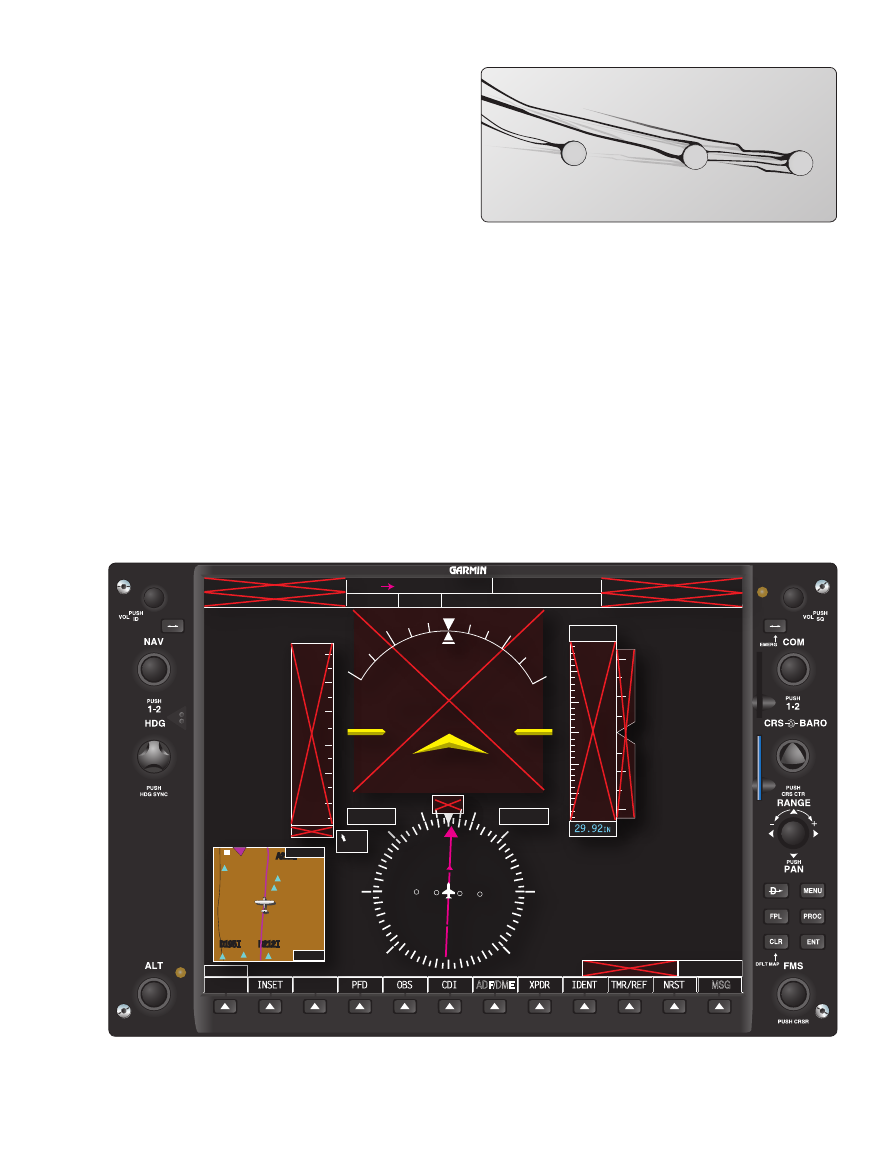 GARMIN
VOL PUSH ID
NAV
PUSH
1-2
HDG
PUSH
HDG SYNC
ALT
29.92IN
INSET
PFD
OBS
CDI
ADF/DME
XPDR
IDENT
TMR/REF
NRST
MSG
VOL PUSH SQ
EMERG
COM
PUSH
1-2
CRS
BARO
PUSH
CRS CTR
RANGE
-
+
PUSH
PAN
D
MENU
FPL
PROC
CLR
ENT
DFLT MAP
FMS
PUSH CRSR